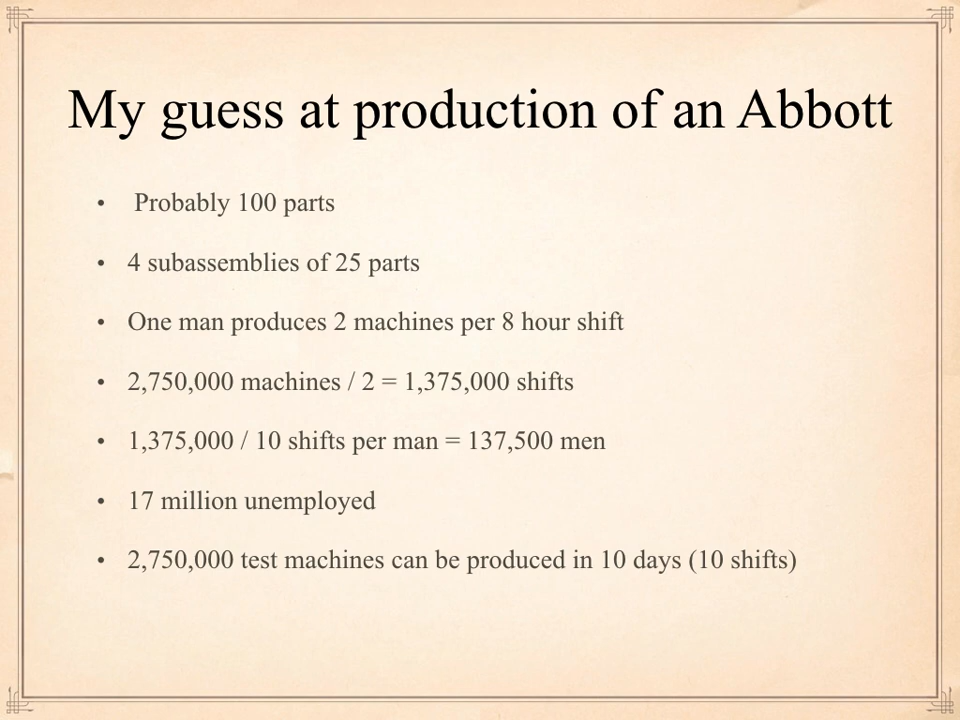 My guess at production of an Abbott
• Probably 100 parts
• 4 subassemblies of 25 parts
• One man produces 2 machines per 8 hour shift
• 2,750,000 machines / 2 = 1,375,000 shifts
• 1,375,000 / 10 shifts per man = 137,500 men
• 17 million unemployed
• 2,750,000 test machines can be produced in 10 days (10 shifts)